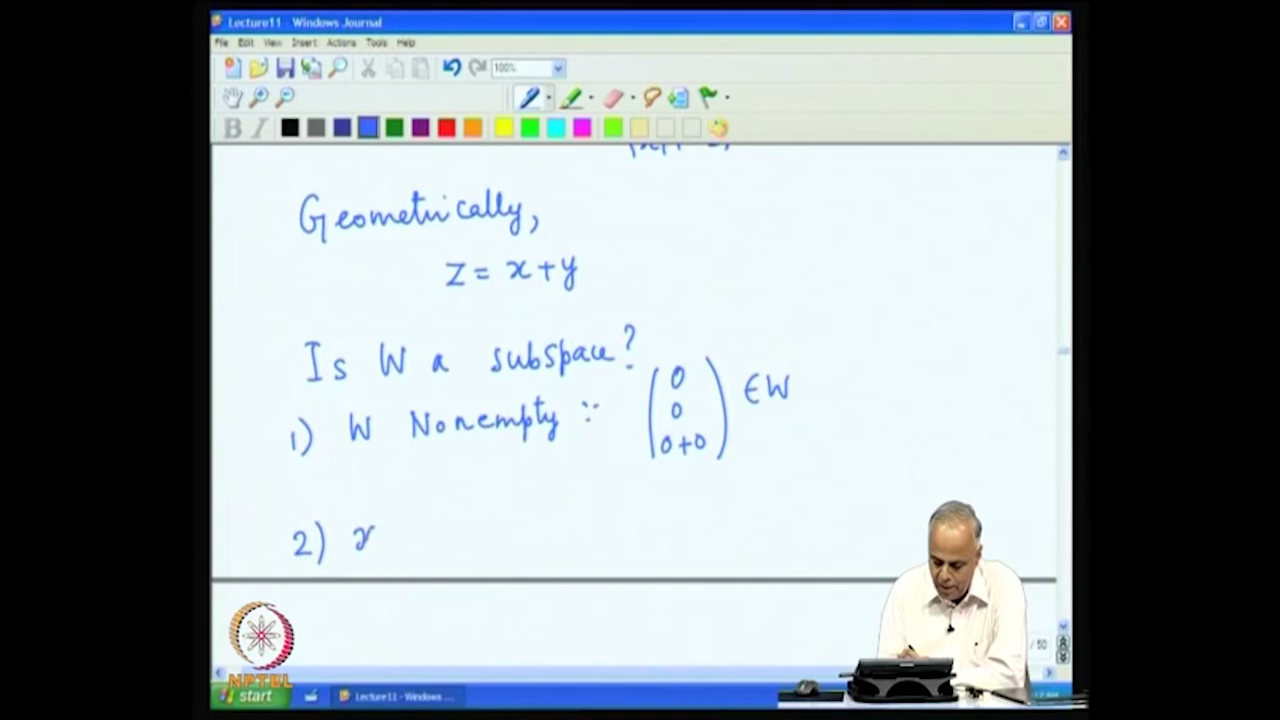 Lecture11 - Windows Journal
File Edit View Insert Actions Tools Help
100%
B I
Geometrically,
z = x + y
Is W a subspace?
1) W Nonempty ∵ (0 0 0+0) ∈ W
2) x
/ 50
NPTEL
start Lecture11 - Windows ...